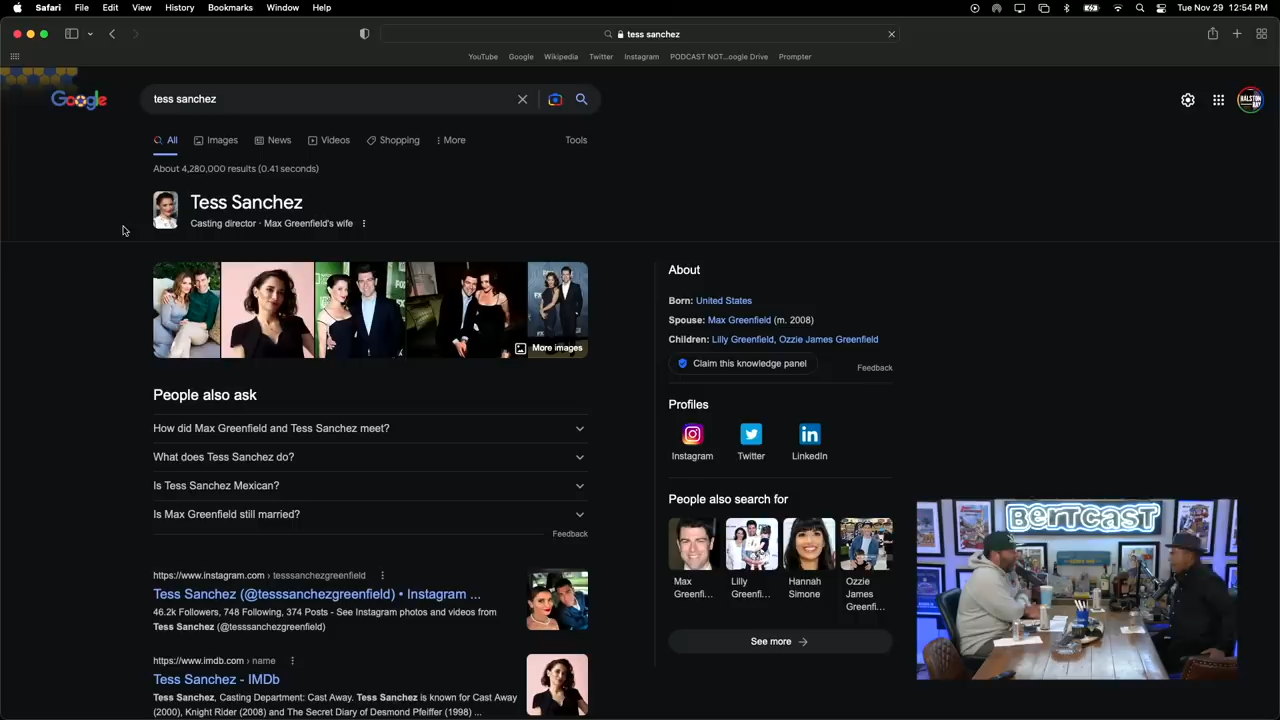 Safari File Edit View History Bookmarks Window Help
Tue Nov 29 12:54 PM
tess sanchez
YouTube Google Wikipedia Twitter Instagram PODCAST NOT...oogle Drive Prompter
Google
tess sanchez
HALSTON RAY
All Images News Videos Shopping More Tools
About 4,280,000 results (0.41 seconds)
Tess Sanchez
Casting director · Max Greenfield's wife
More images
People also ask
How did Max Greenfield and Tess Sanchez meet?
What does Tess Sanchez do?
Is Tess Sanchez Mexican?
Is Max Greenfield still married?
Feedback
https://www.instagram.com › tesssanchezgreenfield
Tess Sanchez (@tesssanchezgreenfield) • Instagram ...
46.2k Followers, 748 Following, 374 Posts - See Instagram photos and videos from
Tess Sanchez (@tesssanchezgreenfield)
https://www.imdb.com › name
Tess Sanchez - IMDb
Tess Sanchez, Casting Department: Cast Away. Tess Sanchez is known for Cast Away
(2000), Knight Rider (2008) and The Secret Diary of Desmond Pfeiffer (1998) ...
About
Born: United States
Spouse: Max Greenfield (m. 2008)
Children: Lilly Greenfield, Ozzie James Greenfield
Claim this knowledge panel
Feedback
Profiles
Instagram Twitter LinkedIn
People also search for
Max
Greenfi...
Lilly
Greenfi...
Hannah
Simone
Ozzie
James
Greenfi...
See more
BERTCAST